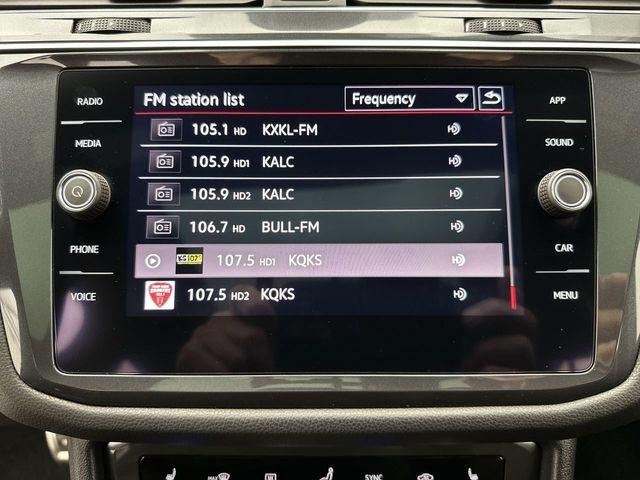 RADIO
MEDIA
PHONE
VOICE
FM station list
Frequency
105.1 HD KXKL-FM
105.9 HD1 KALC
105.9 HD2 KALC
106.7 HD BULL-FM
107.5 HD1 KQKS
107.5 HD2 KQKS
APP
SOUND
CAR
MENU
MAX
SYNC